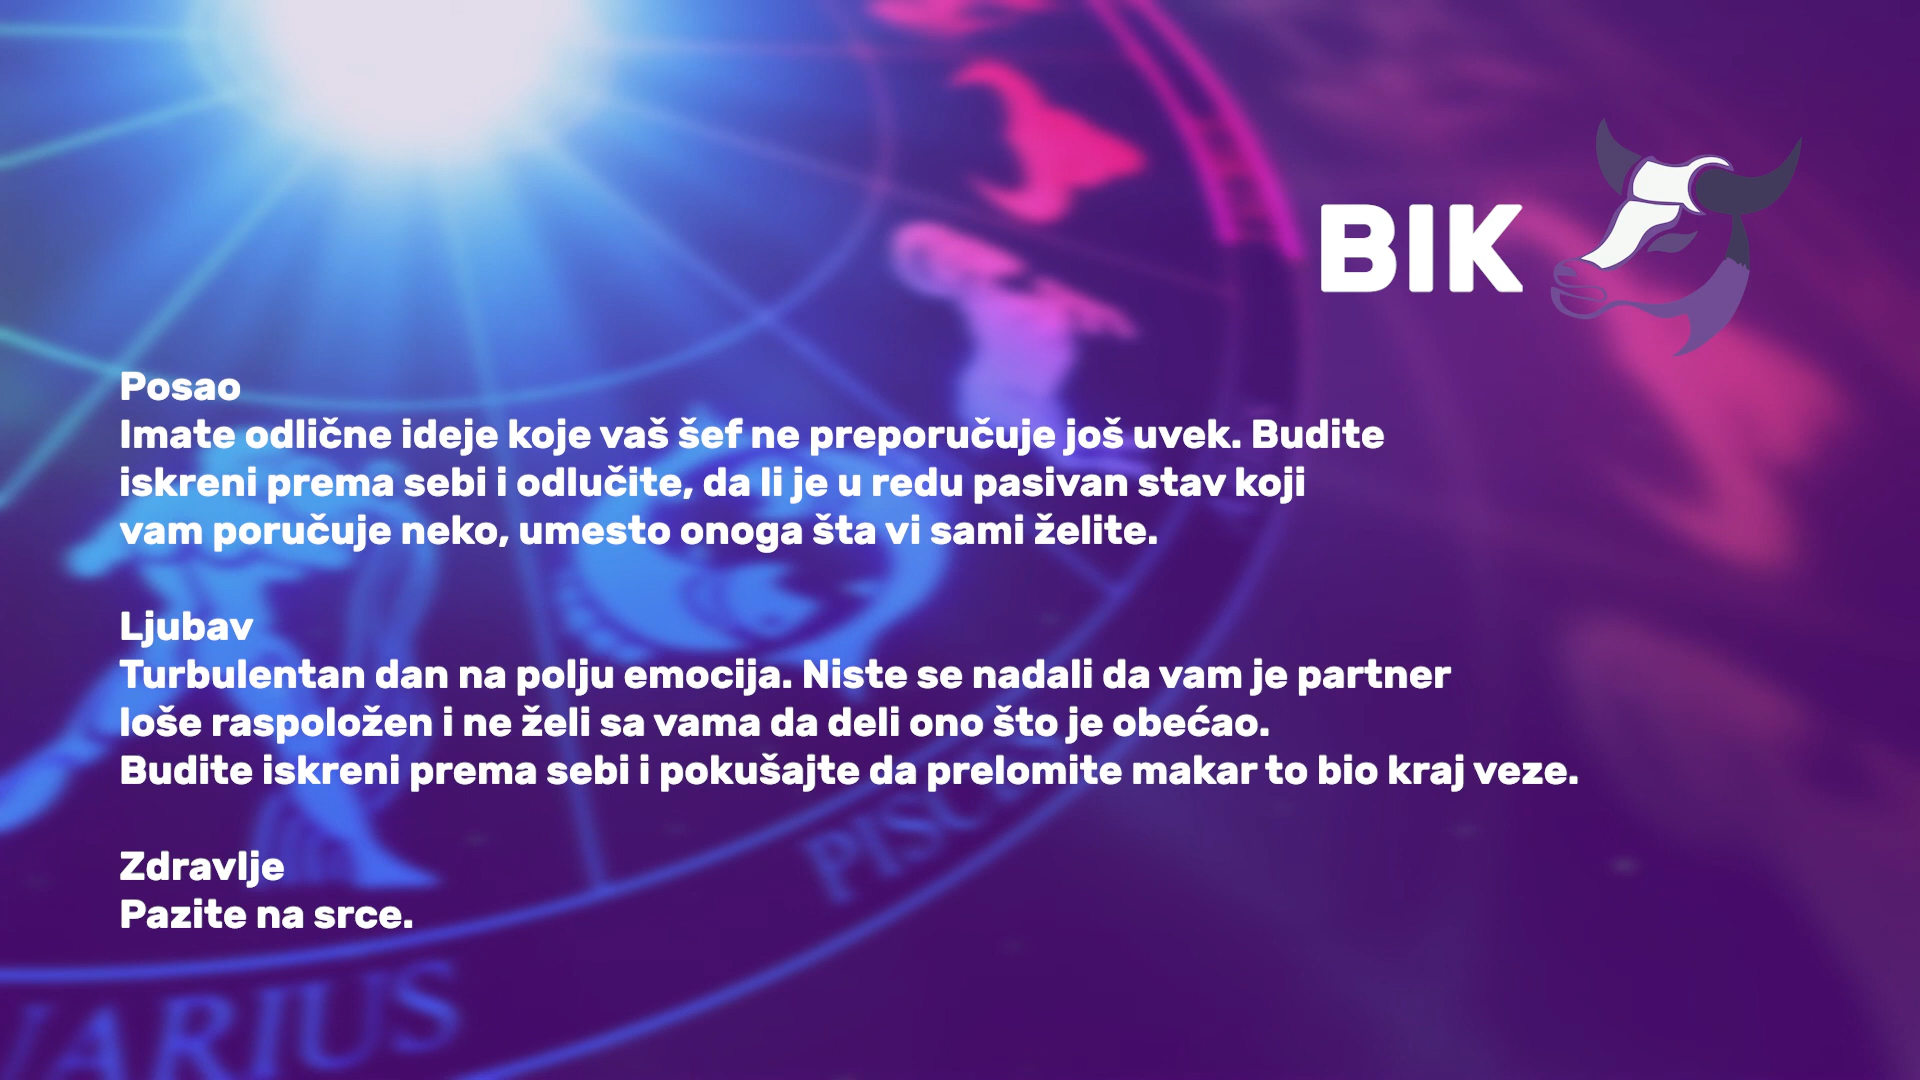 BIK
Posao
Imate odlične ideje koje vaš šef ne preporučuje još uvek. Budite
iskreni prema sebi i odlučite, da li je u redu pasivan stav koji
vam poručuje neko, umesto onoga šta vi sami želite.
Ljubav
Turbulentan dan na polju emocija. Niste se nadali da vam je partner
loše raspoložen i ne želi sa vama da deli ono što je obećao.
Budite iskreni prema sebi i pokušajte da prelomite makar to bio kraj veze.
Zdravlje
Pazite na srce.
PISCES
UARIUS